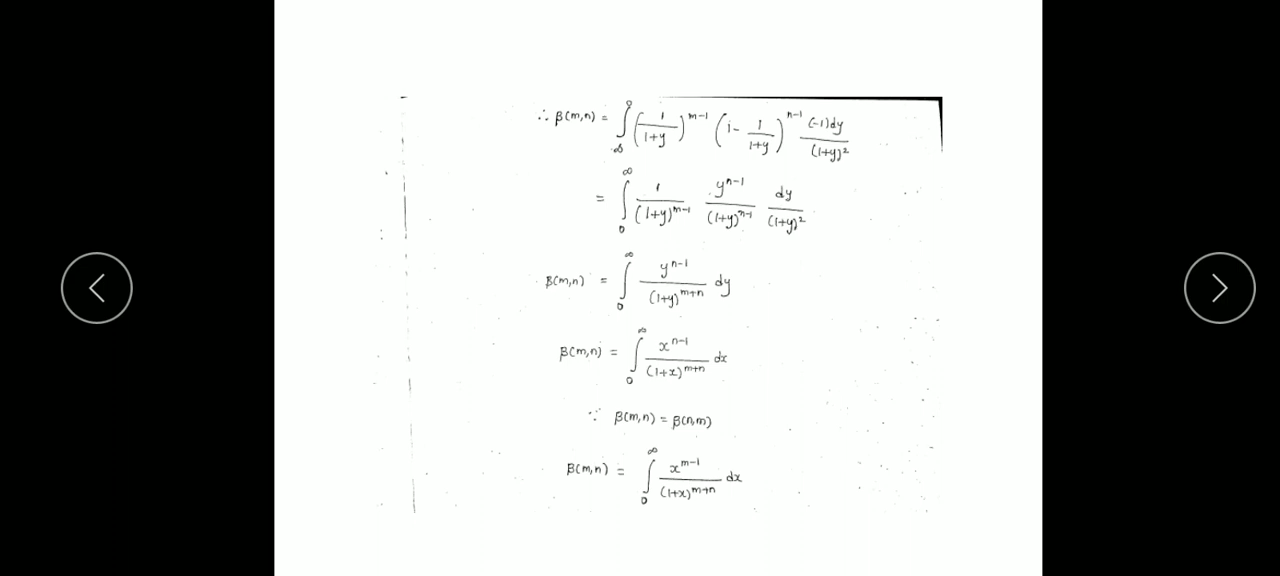 ∴ β(m,n) = ∫_∞^0 (1/(1+y))^(m-1) (1 - 1/(1+y))^(n-1) (-1)dy/(1+y)^2
= ∫_0^∞ 1/(1+y)^(m-1) y^(n-1)/(1+y)^(n-1) dy/(1+y)^2
β(m,n) = ∫_0^∞ y^(n-1)/(1+y)^(m+n) dy
β(m,n) = ∫_0^∞ x^(n-1)/(1+x)^(m+n) dx
∵ β(m,n) = β(n,m)
β(m,n) = ∫_0^∞ x^(m-1)/(1+x)^(m+n) dx